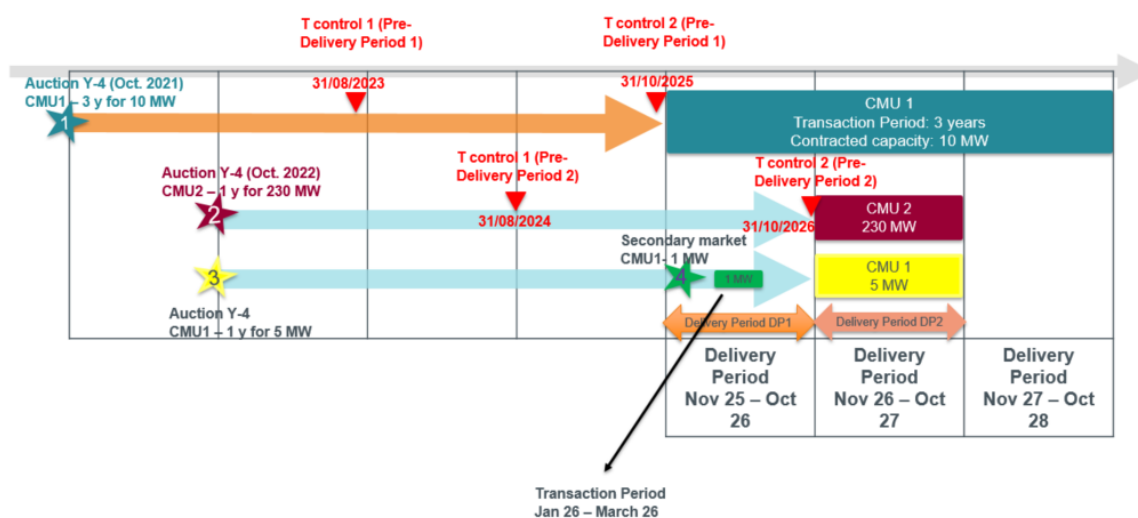 T control 1 (Pre-
Delivery Period 1)
T control 2 (Pre-
Delivery Period 1)
Auction Y-4 (Oct. 2021)
CMU1 – 3 y for 10 MW
31/08/2023
31/10/2025
1
CMU 1
Transaction Period: 3 years
Contracted capacity: 10 MW
T control 1 (Pre-
Delivery Period 2)
T control 2 (Pre-
Delivery Period 2)
Auction Y-4 (Oct. 2022)
CMU2 – 1 y for 230 MW
2
31/08/2024
31/10/2026
CMU 2
230 MW
Secondary market
CMU1- 1 MW
3
4
1 MW
CMU 1
5 MW
Auction Y-4
CMU1 – 1 y for 5 MW
Delivery Period DP1
Delivery Period DP2
Delivery
Period
Nov 25 – Oct
26
Delivery
Period
Nov 26 – Oct
27
Delivery
Period
Nov 27 – Oct
28
Transaction Period
Jan 26 – March 26